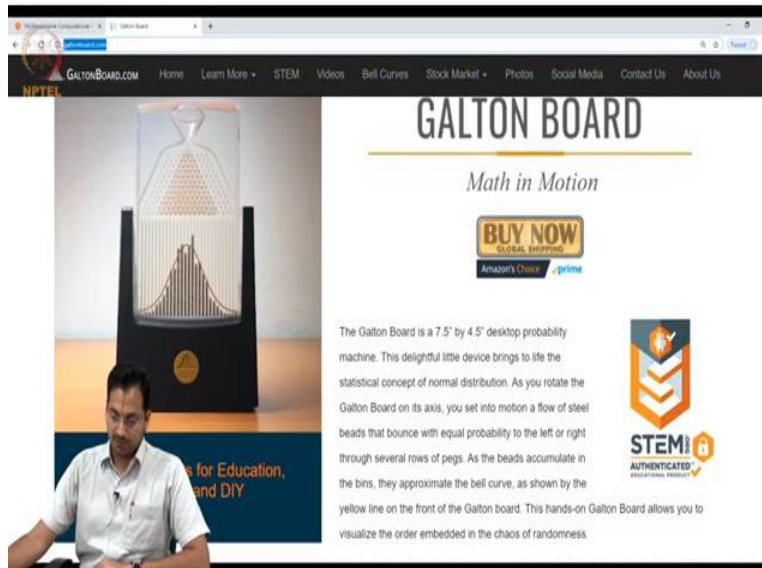 Galton Board
galtonboard.com
NPTEL
GALTONBOARD.COM Home Learn More STEM Videos Bell Curves Stock Market Photos Social Media Contact Us About Us
GALTON BOARD
Math in Motion
BUY NOW
GLOBAL SHIPPING
Amazon's Choice prime
The Galton Board is a 7.5" by 4.5" desktop probability
machine. This delightful little device brings to life the
statistical concept of normal distribution. As you rotate the
Galton Board on its axis, you set into motion a flow of steel
beads that bounce with equal probability to the left or right
through several rows of pegs. As the beads accumulate in
the bins, they approximate the bell curve, as shown by the
yellow line on the front of the Galton board. This hands-on Galton Board allows you to
visualize the order embedded in the chaos of randomness.
STEM
AUTHENTICATED
EDUCATIONAL PRODUCT
s for Education,
and DIY